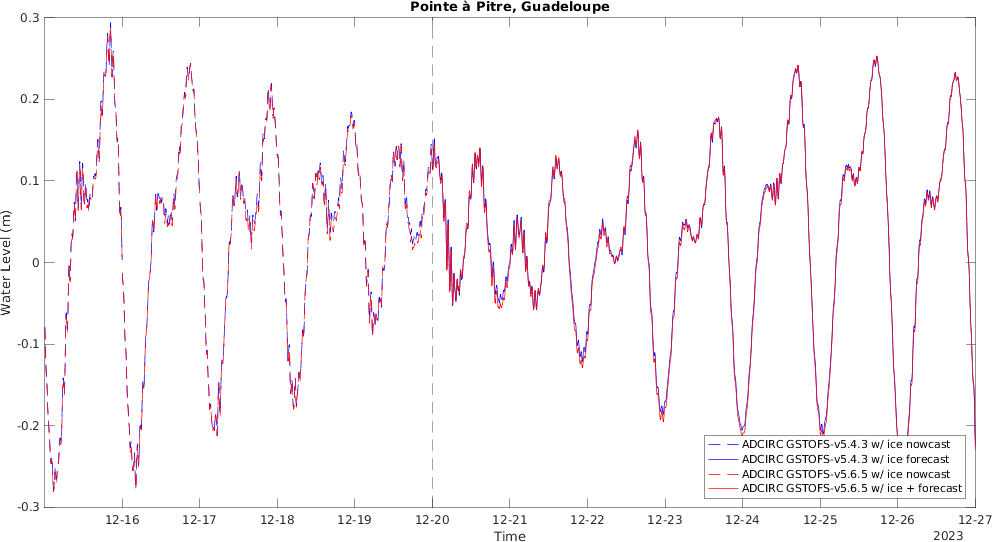 Pointe à Pitre, Guadeloupe
0.3
0.2
0.1
0
-0.1
-0.2
-0.3
Water Level (m)
ADCIRC GSTOFS-v5.4.3 w/ ice nowcast
ADCIRC GSTOFS-v5.4.3 w/ ice forecast
ADCIRC GSTOFS-v5.6.5 w/ ice nowcast
ADCIRC GSTOFS-v5.6.5 w/ ice + forecast
12-16 12-17 12-18 12-19 12-20 12-21 12-22 12-23 12-24 12-25 12-26 12-27
Time
2023